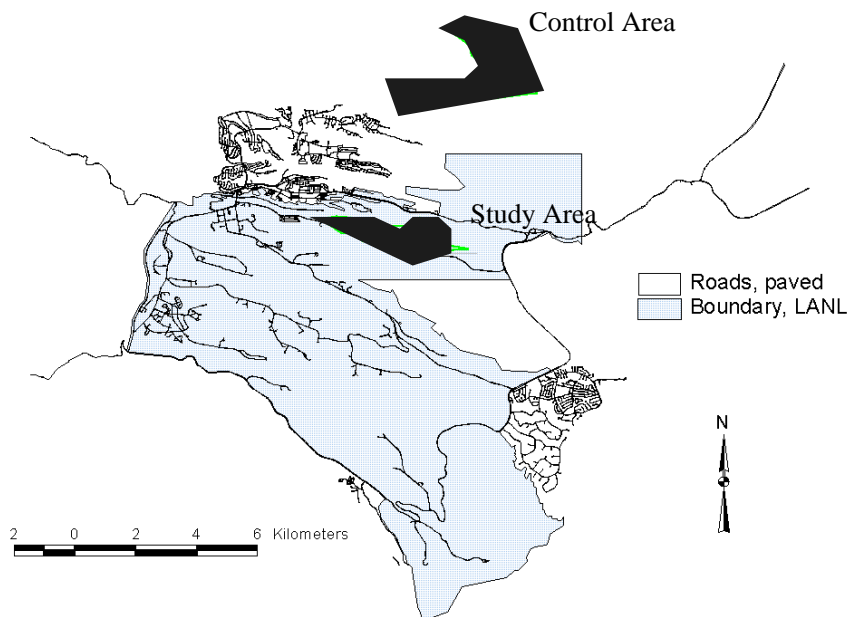 Control Area
Study Area
Roads, paved
Boundary, LANL
N
2 0 2 4 6 Kilometers